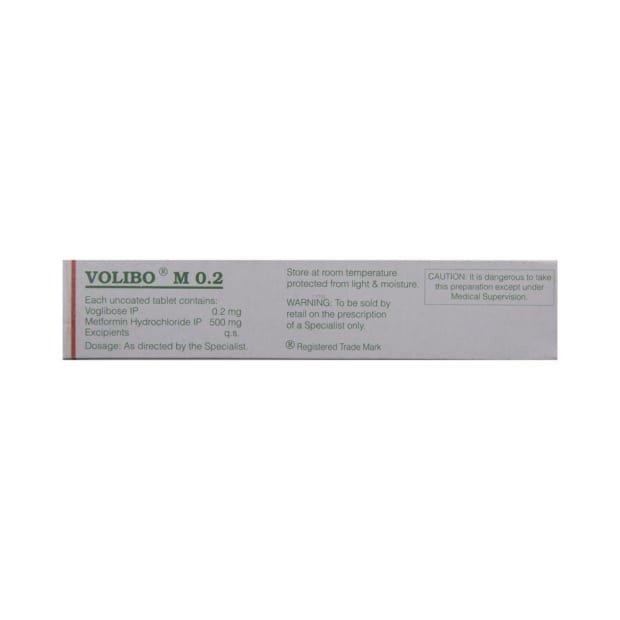 VOLIBO ® M 0.2
Each uncoated tablet contains:
Voglibose IP 0.2 mg
Metformin Hydrochloride IP 500 mg
Excipients q.s.
Dosage: As directed by the Specialist.
Store at room temperature
protected from light & moisture.
WARNING: To be sold by
retail on the prescription
of a Specialist only.
® Registered Trade Mark
CAUTION: It is dangerous to take
this preparation except under
Medical Supervision.